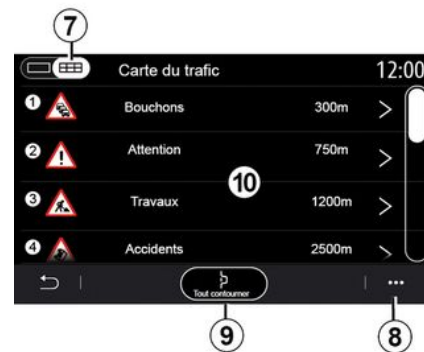 7
Carte du trafic 12:00
1 Bouchons 300m
2 Attention 750m
10
3 Travaux 1200m
4 Accidents 2500m
Tout contourner
9 8